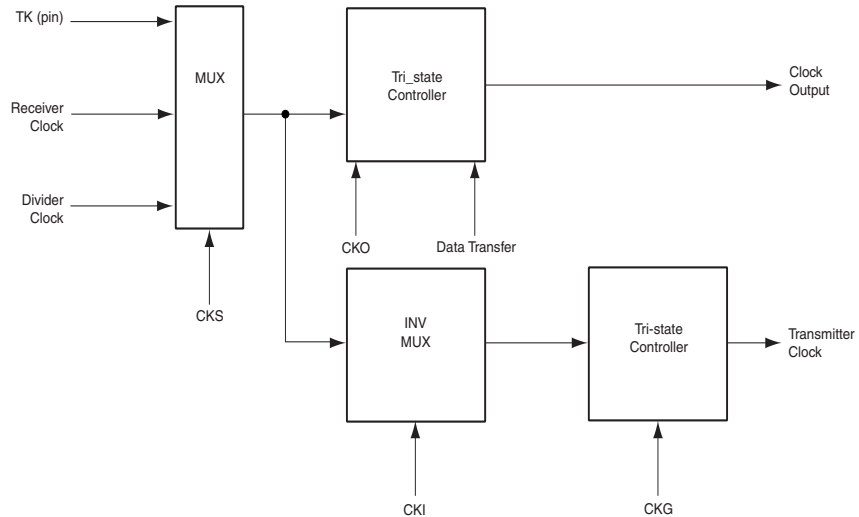 TK (pin)
MUX
Receiver
Clock
Divider
Clock
CKS
Tri_state
Controller
Clock
Output
CKO
Data Transfer
INV
MUX
Tri-state
Controller
Transmitter
Clock
CKI
CKG